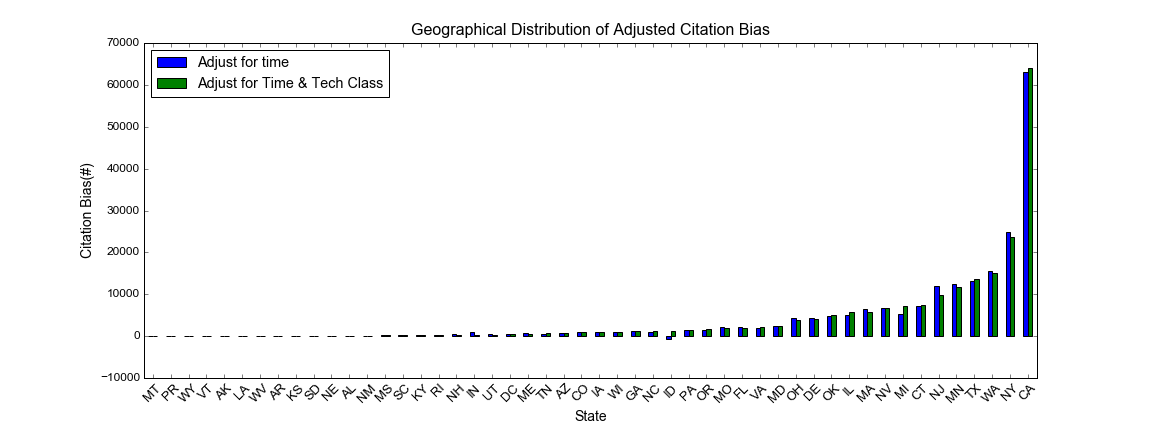 Geographical Distribution of Adjusted Citation Bias
70000
60000
50000
40000
30000
20000
10000
0
−10000
Citation Bias(#)
Adjust for time
Adjust for Time & Tech Class
MT PR WY VT AK LA WV AR KS SD NE AL NM MS SC KY RI NH IN UT DC ME TN AZ CO IA WI GA NC ID PA OR MO FL VA MD OH DE OK IL MA NV MI CT NJ MN TX WA NY CA
State